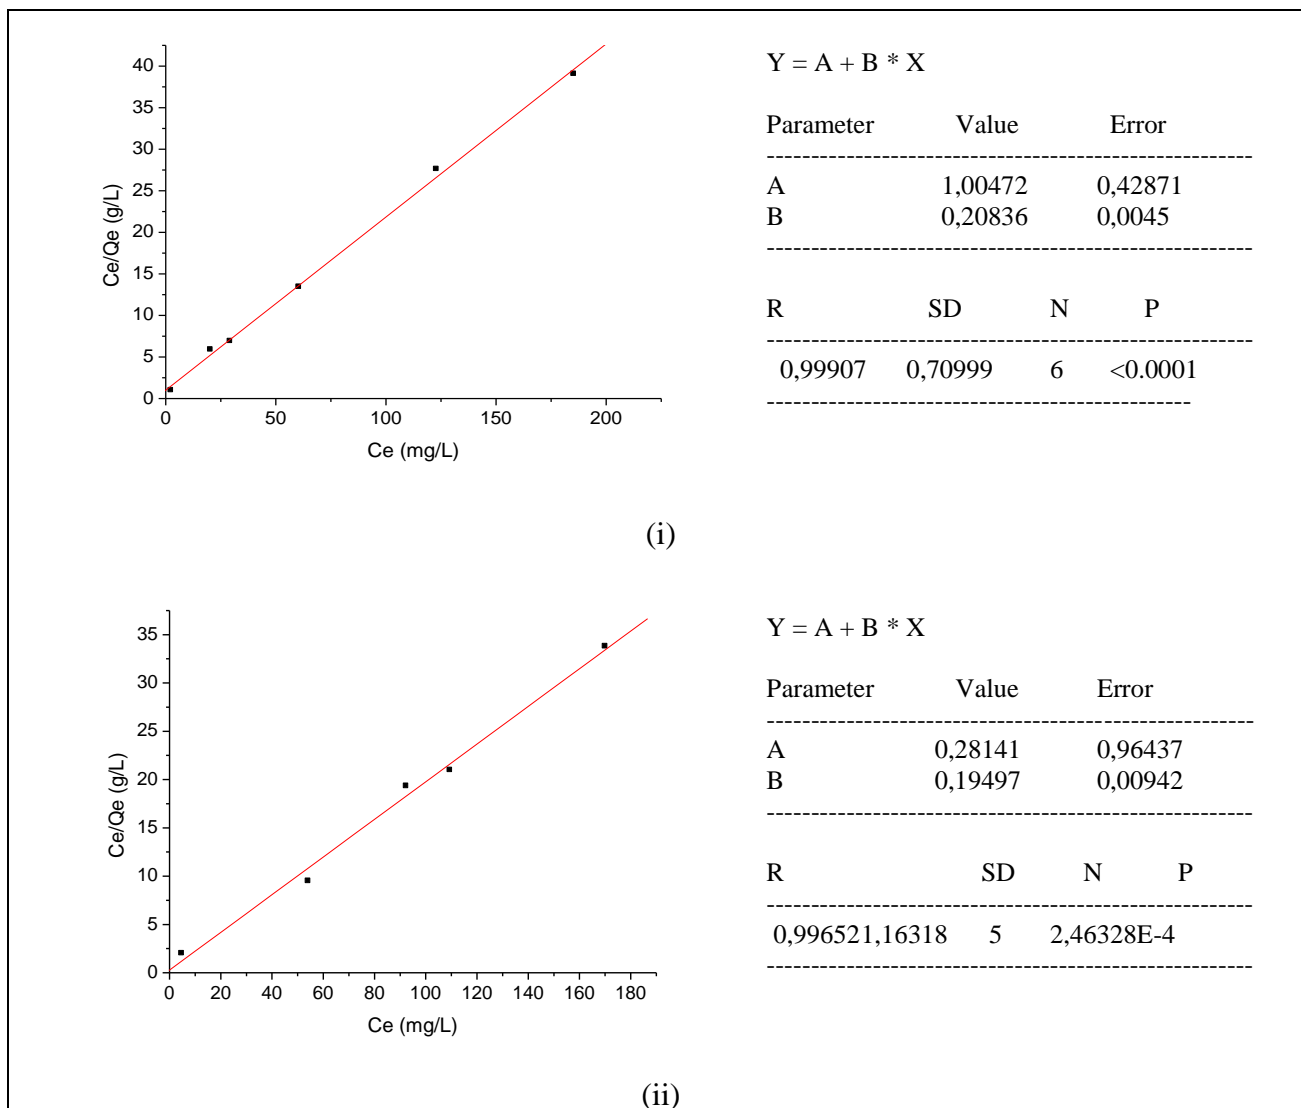 40
35
30
25
20
15
10
5
0
Ce/Qe (g/L)
0 50 100 150 200
Ce (mg/L)
Y = A + B * X
Parameter Value Error
------------------------------------------------------
A 1,00472 0,42871
B 0,20836 0,0045
------------------------------------------------------
R SD N P
------------------------------------------------------
0,99907 0,70999 6 <0.0001
-----------------------------------------------
(i)
35
30
25
20
15
10
5
0
Ce/Qe (g/L)
0 20 40 60 80 100 120 140 160 180
Ce (mg/L)
Y = A + B * X
Parameter Value Error
------------------------------------------------------
A 0,28141 0,96437
B 0,19497 0,00942
------------------------------------------------------
R SD N P
------------------------------------------------------
0,996521,16318 5 2,46328E-4
------------------------------------------------------
(ii)